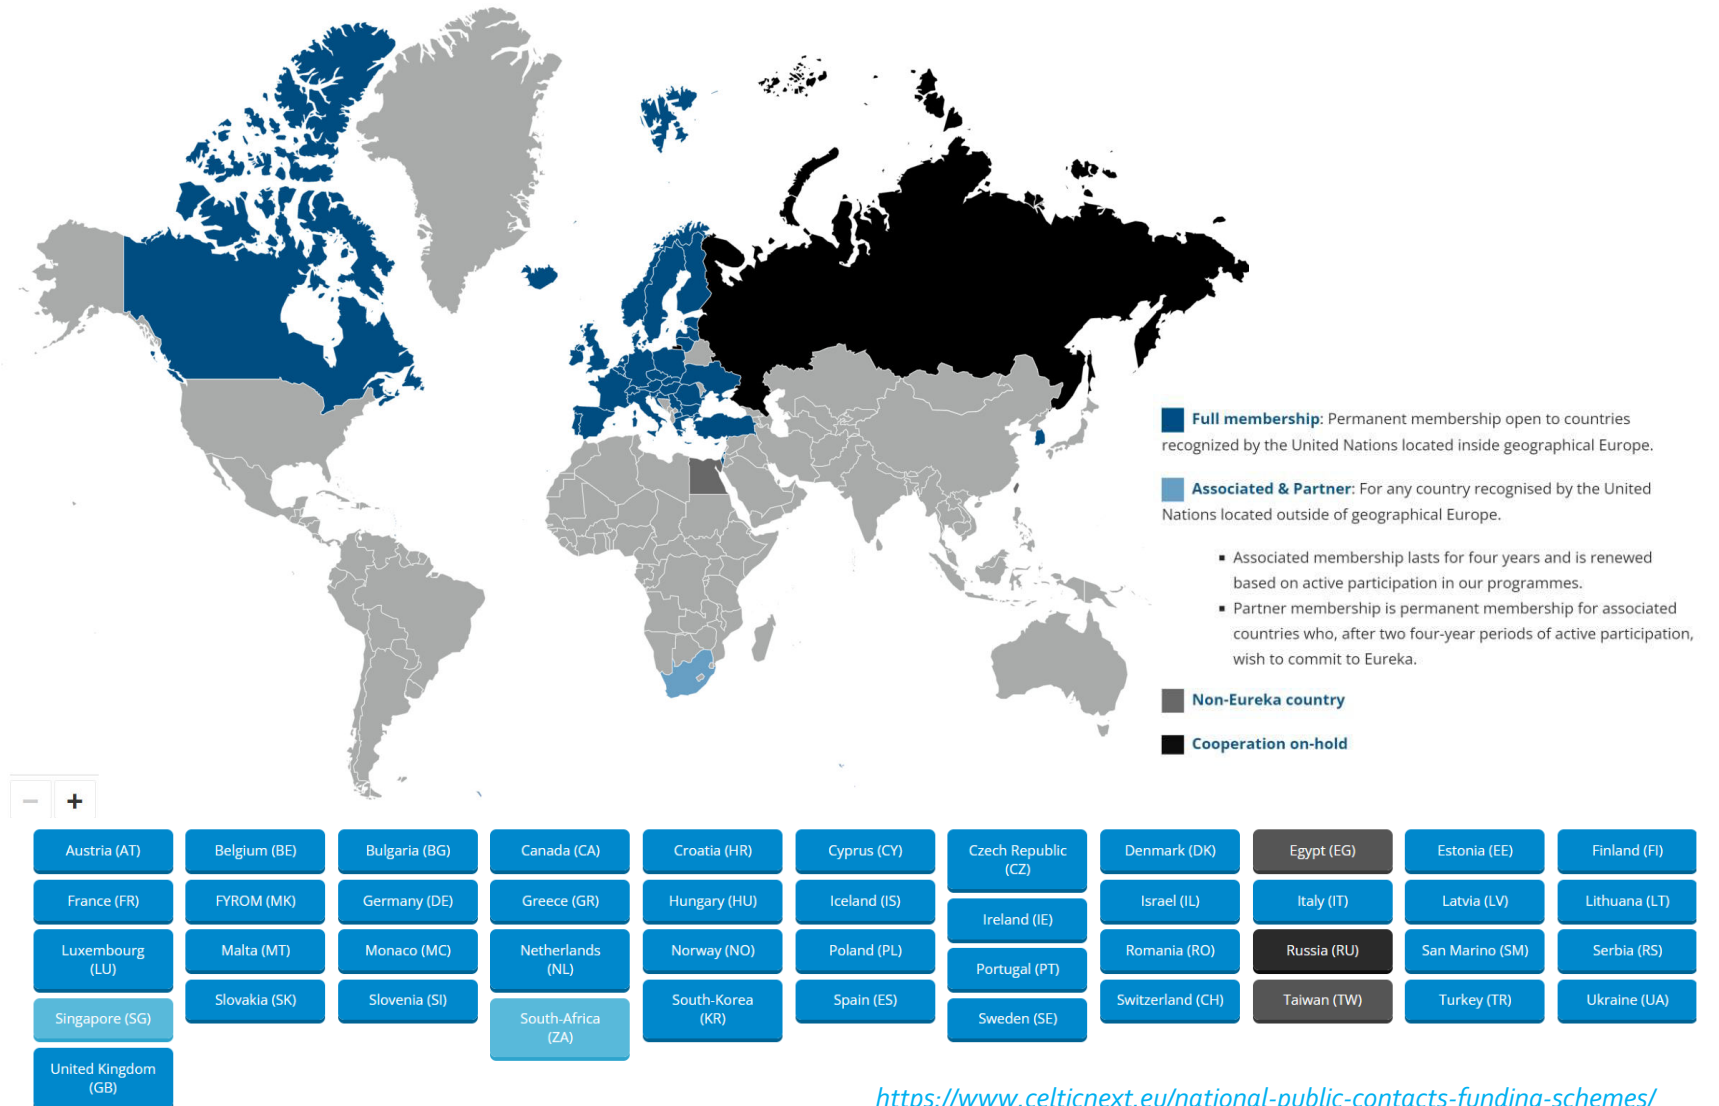 Full membership: Permanent membership open to countries
recognized by the United Nations located inside geographical Europe.
Associated & Partner: For any country recognised by the United
Nations located outside of geographical Europe.
▪ Associated membership lasts for four years and is renewed
based on active participation in our programmes.
▪ Partner membership is permanent membership for associated
countries who, after two four-year periods of active participation,
wish to commit to Eureka.
Non-Eureka country
Cooperation on-hold
− +
Austria (AT)
Belgium (BE)
Bulgaria (BG)
Canada (CA)
Croatia (HR)
Cyprus (CY)
Czech Republic
(CZ)
Denmark (DK)
Egypt (EG)
Estonia (EE)
Finland (FI)
France (FR)
FYROM (MK)
Germany (DE)
Greece (GR)
Hungary (HU)
Iceland (IS)
Ireland (IE)
Israel (IL)
Italy (IT)
Latvia (LV)
Lithuana (LT)
Luxembourg
(LU)
Malta (MT)
Monaco (MC)
Netherlands
(NL)
Norway (NO)
Poland (PL)
Portugal (PT)
Romania (RO)
Russia (RU)
San Marino (SM)
Serbia (RS)
Singapore (SG)
Slovakia (SK)
Slovenia (SI)
South-Africa
(ZA)
South-Korea
(KR)
Spain (ES)
Sweden (SE)
Switzerland (CH)
Taiwan (TW)
Turkey (TR)
Ukraine (UA)
United Kingdom
(GB)
https://www.celticnext.eu/national-public-contacts-funding-schemes/